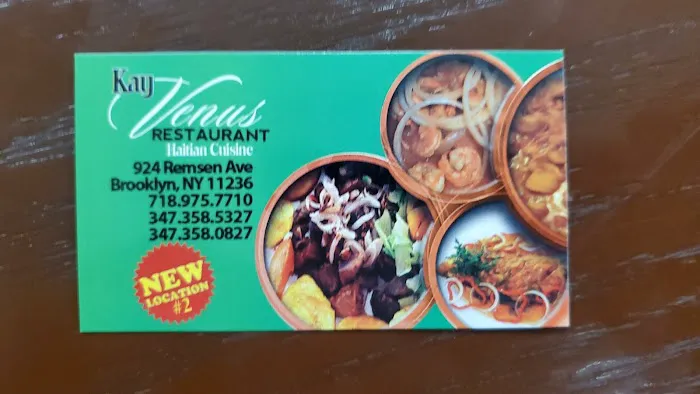 Kay
Venus
RESTAURANT
Haitian Cuisine
924 Remsen Ave
Brooklyn, NY 11236
718.975.7710
347.358.5327
347.358.0827
NEW
LOCATION
#2